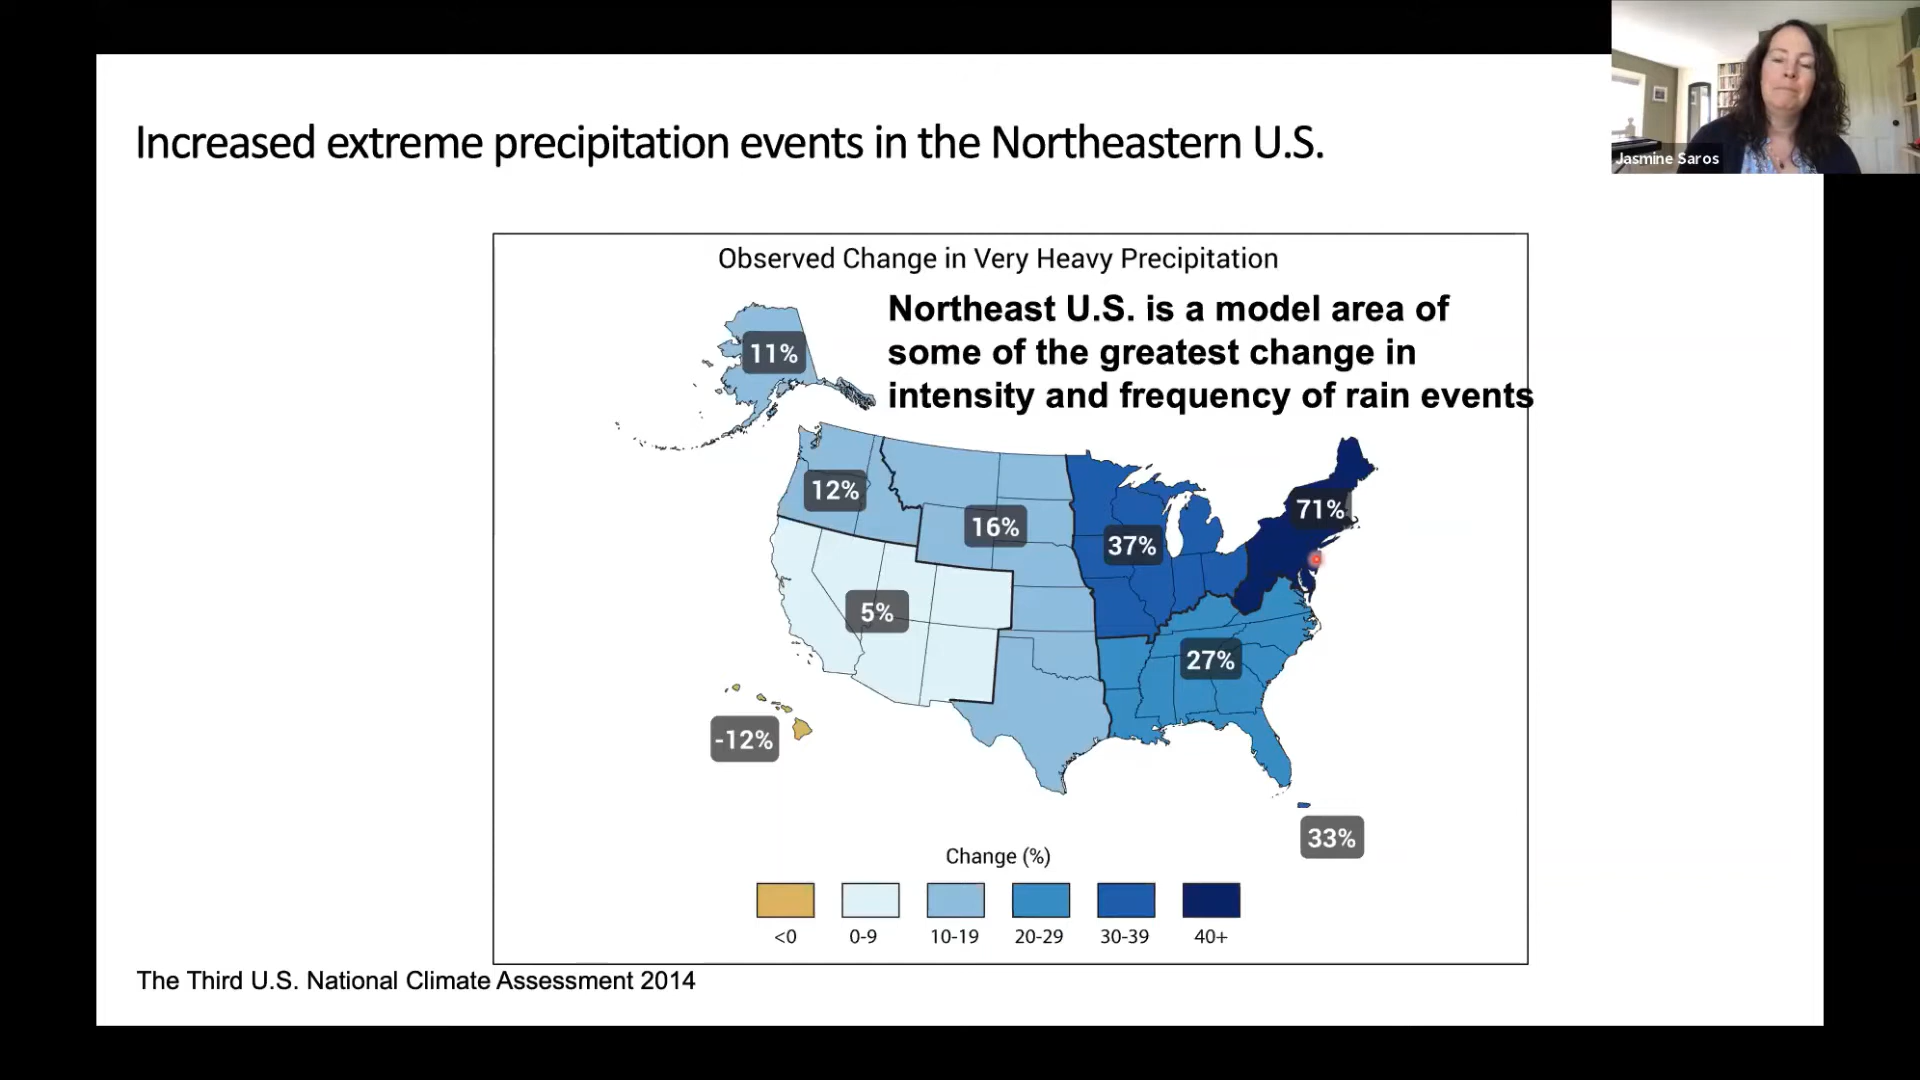 Jasmine Saros
Increased extreme precipitation events in the Northeastern U.S.
Observed Change in Very Heavy Precipitation
Northeast U.S. is a model area of
some of the greatest change in
intensity and frequency of rain events
11%
12%
16%
37%
71%
5%
27%
-12%
33%
Change (%)
<0 0-9 10-19 20-29 30-39 40+
The Third U.S. National Climate Assessment 2014